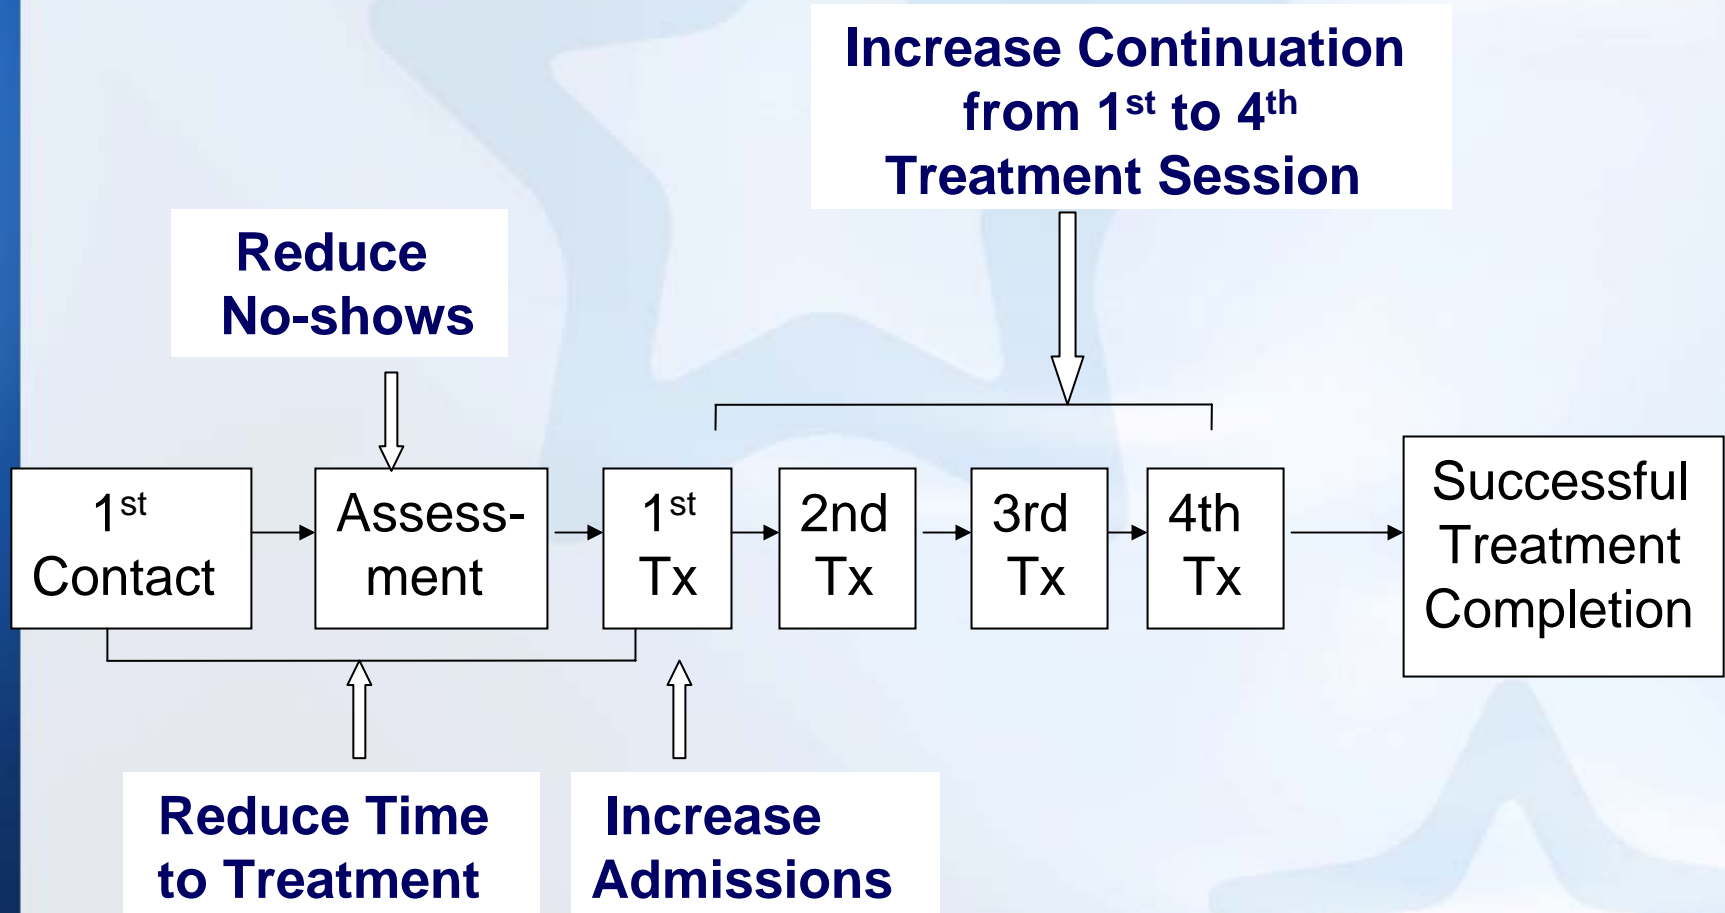 Increase Continuation
from 1st to 4th
Treatment Session
Reduce
No-shows
1st
Contact
Assess-
ment
1st
Tx
2nd
Tx
3rd
Tx
4th
Tx
Successful
Treatment
Completion
Reduce Time
to Treatment
Increase
Admissions